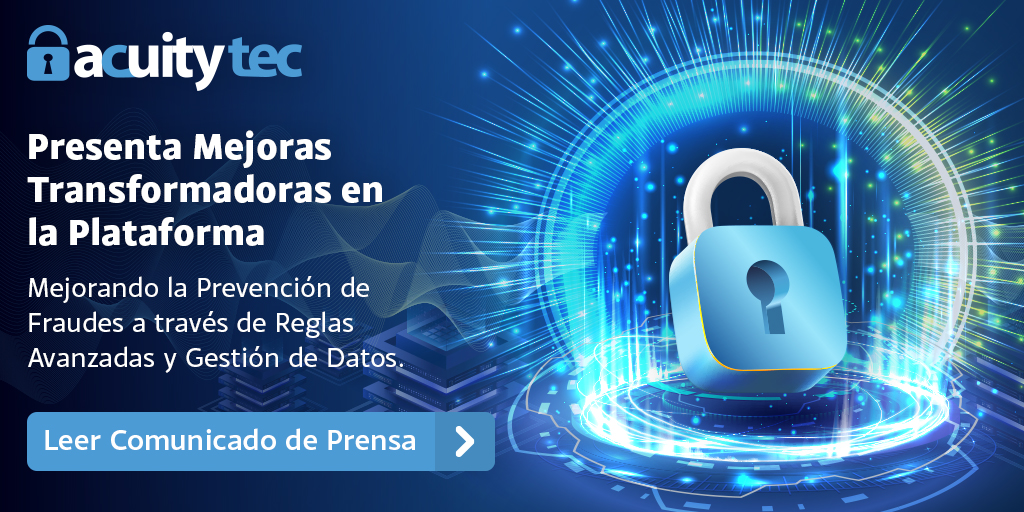 acuitytec
Presenta Mejoras
Transformadoras en
la Plataforma
Mejorando la Prevención de
Fraudes a través de Reglas
Avanzadas y Gestión de Datos.
Leer Comunicado de Prensa